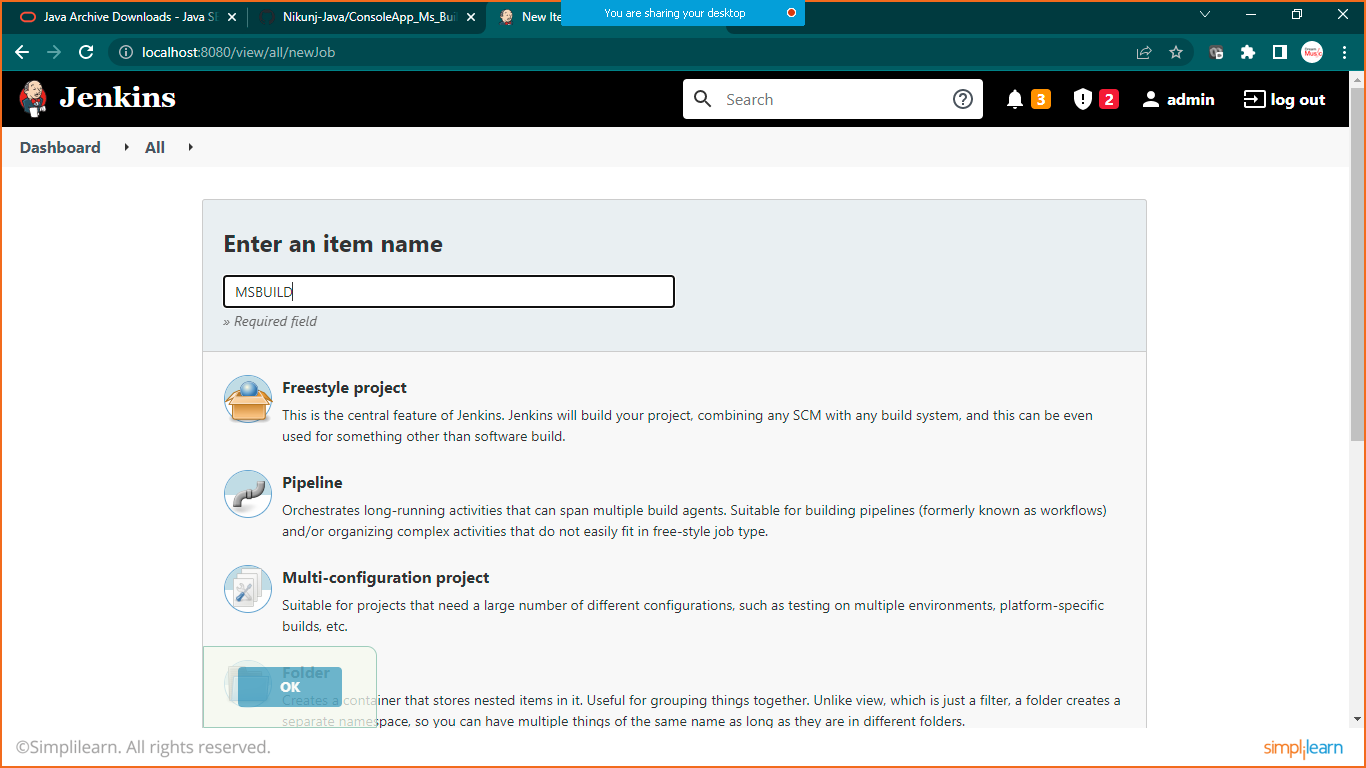 You are sharing your desktop
Java Archive Downloads - Java SE
Nikunj-Java/ConsoleApp_Ms_Bui
New Ite
localhost:8080/view/all/newJob
Jenkins
Search
3
2
admin
log out
Dashboard
All
Enter an item name
MSBUILD
» Required field
Freestyle project
This is the central feature of Jenkins. Jenkins will build your project, combining any SCM with any build system, and this can be even
used for something other than software build.
Pipeline
Orchestrates long-running activities that can span multiple build agents. Suitable for building pipelines (formerly known as workflows)
and/or organizing complex activities that do not easily fit in free-style job type.
Multi-configuration project
Suitable for projects that need a large number of different configurations, such as testing on multiple environments, platform-specific
builds, etc.
Folder
OK
Creates a container that stores nested items in it. Useful for grouping things together. Unlike view, which is just a filter, a folder creates a
separate namespace, so you can have multiple things of the same name as long as they are in different folders.
©Simplilearn. All rights reserved.
simplilearn